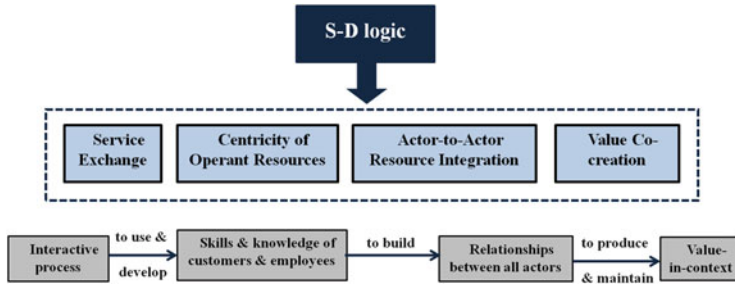 S-D logic
Service
Exchange
Centricity of
Operant Resources
Actor-to-Actor
Resource Integration
Value Co-
creation
Interactive
process
to use &
develop
Skills & knowledge of
customers & employees
to build
Relationships
between all actors
to produce
& maintain
Value-
in-context